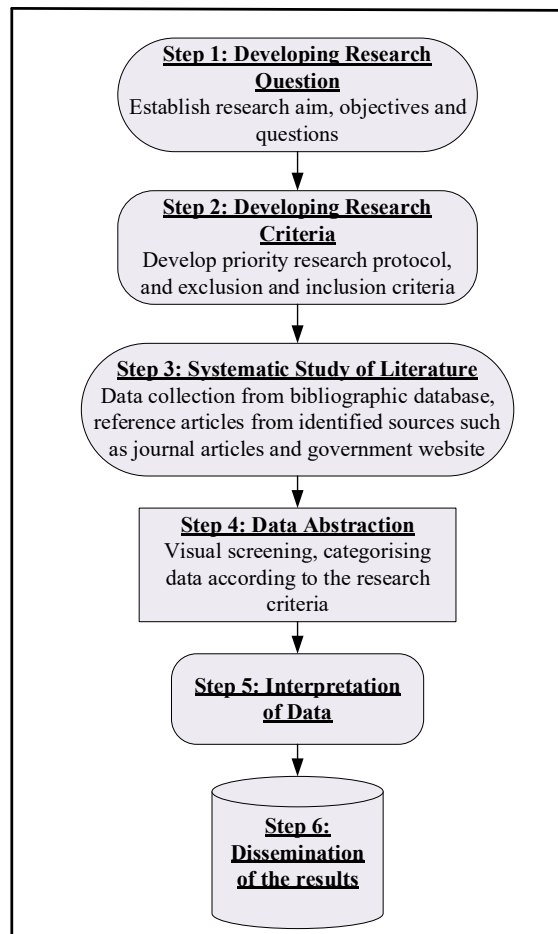 Step 1: Developing Research
Question
Establish research aim, objectives and
questions
Step 2: Developing Research
Criteria
Develop priority research protocol,
and exclusion and inclusion criteria
Step 3: Systematic Study of Literature
Data collection from bibliographic database,
reference articles from identified sources such
as journal articles and government website
Step 4: Data Abstraction
Visual screening, categorising
data according to the research
criteria
Step 5: Interpretation
of Data
Step 6:
Dissemination
of the results